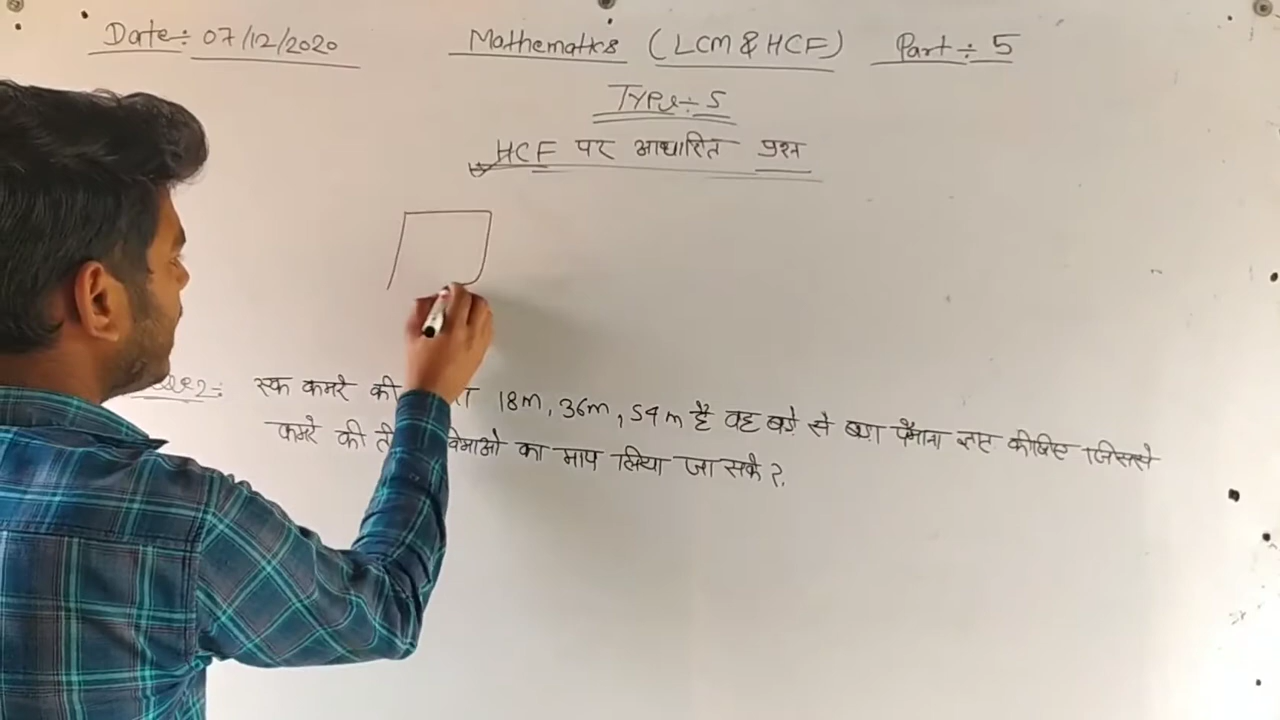 Date:- 07/12/2020 Mathematics (LCM & HCF) Part ÷ 5
Type÷ 5
HCF पर आधारित प्रश्न
एक कमरे की 18m, 36m, 54m है वह बड़े से बड़ा पैमाना ज्ञात कीजिए जिससे
कमरे की का माप लिया जा सके ?